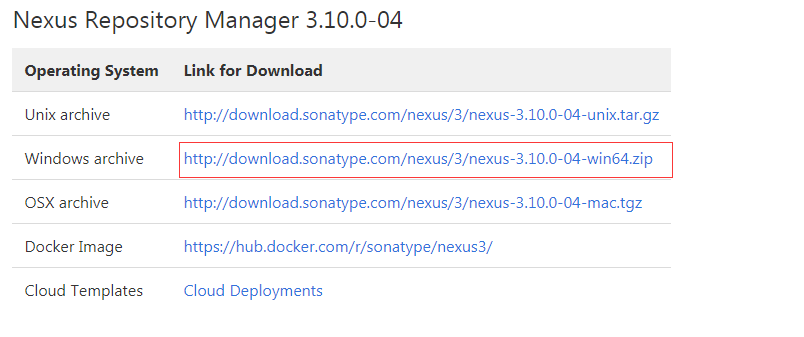 Nexus Repository Manager 3.10.0-04
Operating System Link for Download
Unix archive http://download.sonatype.com/nexus/3/nexus-3.10.0-04-unix.tar.gz
Windows archive http://download.sonatype.com/nexus/3/nexus-3.10.0-04-win64.zip
OSX archive http://download.sonatype.com/nexus/3/nexus-3.10.0-04-mac.tgz
Docker Image https://hub.docker.com/r/sonatype/nexus3/
Cloud Templates Cloud Deployments